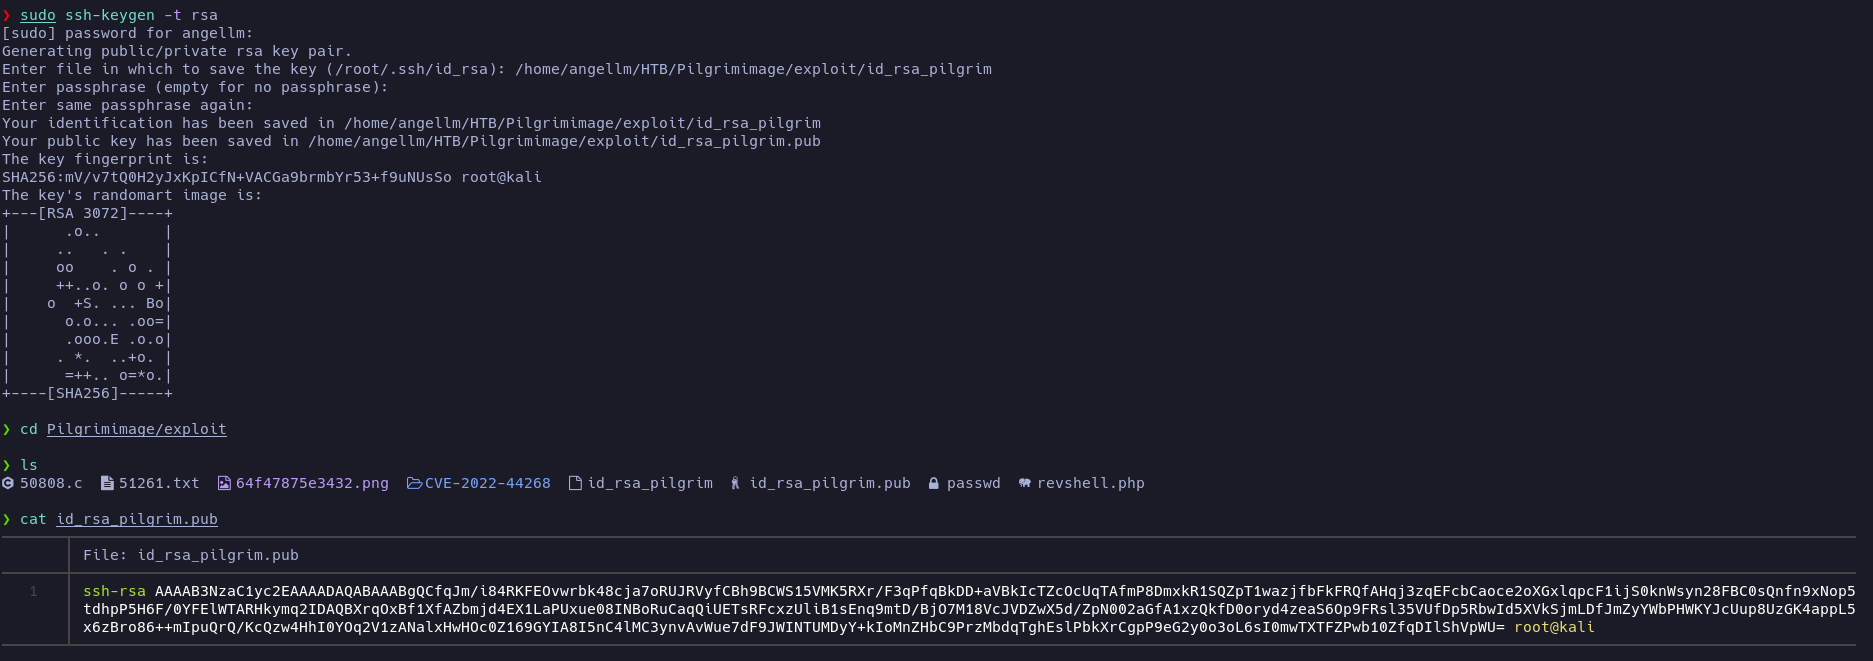 ❯ sudo ssh-keygen -t rsa
[sudo] password for angellm:
Generating public/private rsa key pair.
Enter file in which to save the key (/root/.ssh/id_rsa): /home/angellm/HTB/Pilgrimimage/exploit/id_rsa_pilgrim
Enter passphrase (empty for no passphrase):
Enter same passphrase again:
Your identification has been saved in /home/angellm/HTB/Pilgrimimage/exploit/id_rsa_pilgrim
Your public key has been saved in /home/angellm/HTB/Pilgrimimage/exploit/id_rsa_pilgrim.pub
The key fingerprint is:
SHA256:mV/v7tQ0H2yJxKpICfN+VACGa9brmbYr53+f9uNUsSo root@kali
The key's randomart image is:
+---[RSA 3072]----+
|      .o..       |
|     ..   . .    |
|     oo    . o . |
|     ++..o. o o +|
|    o  +S. ... Bo|
|      o.o... .oo=|
|      .ooo.E .o.o|
|     . *.  ..+o. |
|      =++.. o=*o.|
+----[SHA256]-----+
❯ cd Pilgrimimage/exploit
❯ ls
50808.c 51261.txt 64f47875e3432.png CVE-2022-44268 id_rsa_pilgrim id_rsa_pilgrim.pub passwd revshell.php
❯ cat id_rsa_pilgrim.pub
File: id_rsa_pilgrim.pub
1 ssh-rsa AAAAB3NzaC1yc2EAAAADAQABAAABgQCfqJm/i84RKFEOvwrbk48cja7oRUJRVyfCBh9BCWS15VMK5RXr/F3qPfqBkDD+aVBkIcTZcOcUqTAfmP8DmxkR1SQZpT1wazjfbFkFRQfAHqj3zqEFcbCaoce2oXGxlqpcF1ijS0knWsyn28FBC0sQnfn9xNop5
tdhpP5H6F/0YFElWTARHkymq2IDAQBXrqOxBf1XfAZbmjd4EX1LaPUxue08INBoRuCaqQiUETsRFcxzUliB1sEnq9mtD/BjO7M18VcJVDZwX5d/ZpN002aGfA1xzQkfD0oryd4zeaS6Op9FRsl35VUfDp5RbwId5XVkSjmLDfJmZyYWbPHWKYJcUup8UzGK4appL5
x6zBro86++mIpuQrQ/KcQzw4HhI0YOq2V1zANalxHwHOc0Z169GYIA8I5nC4lMC3ynvAvWue7dF9JWINTUMDyY+kIoMnZHbC9PrzMbdqTghEslPbkXrCgpP9eG2y0o3oL6sI0mwTXTFZPwb10ZfqDIlShVpWU= root@kali